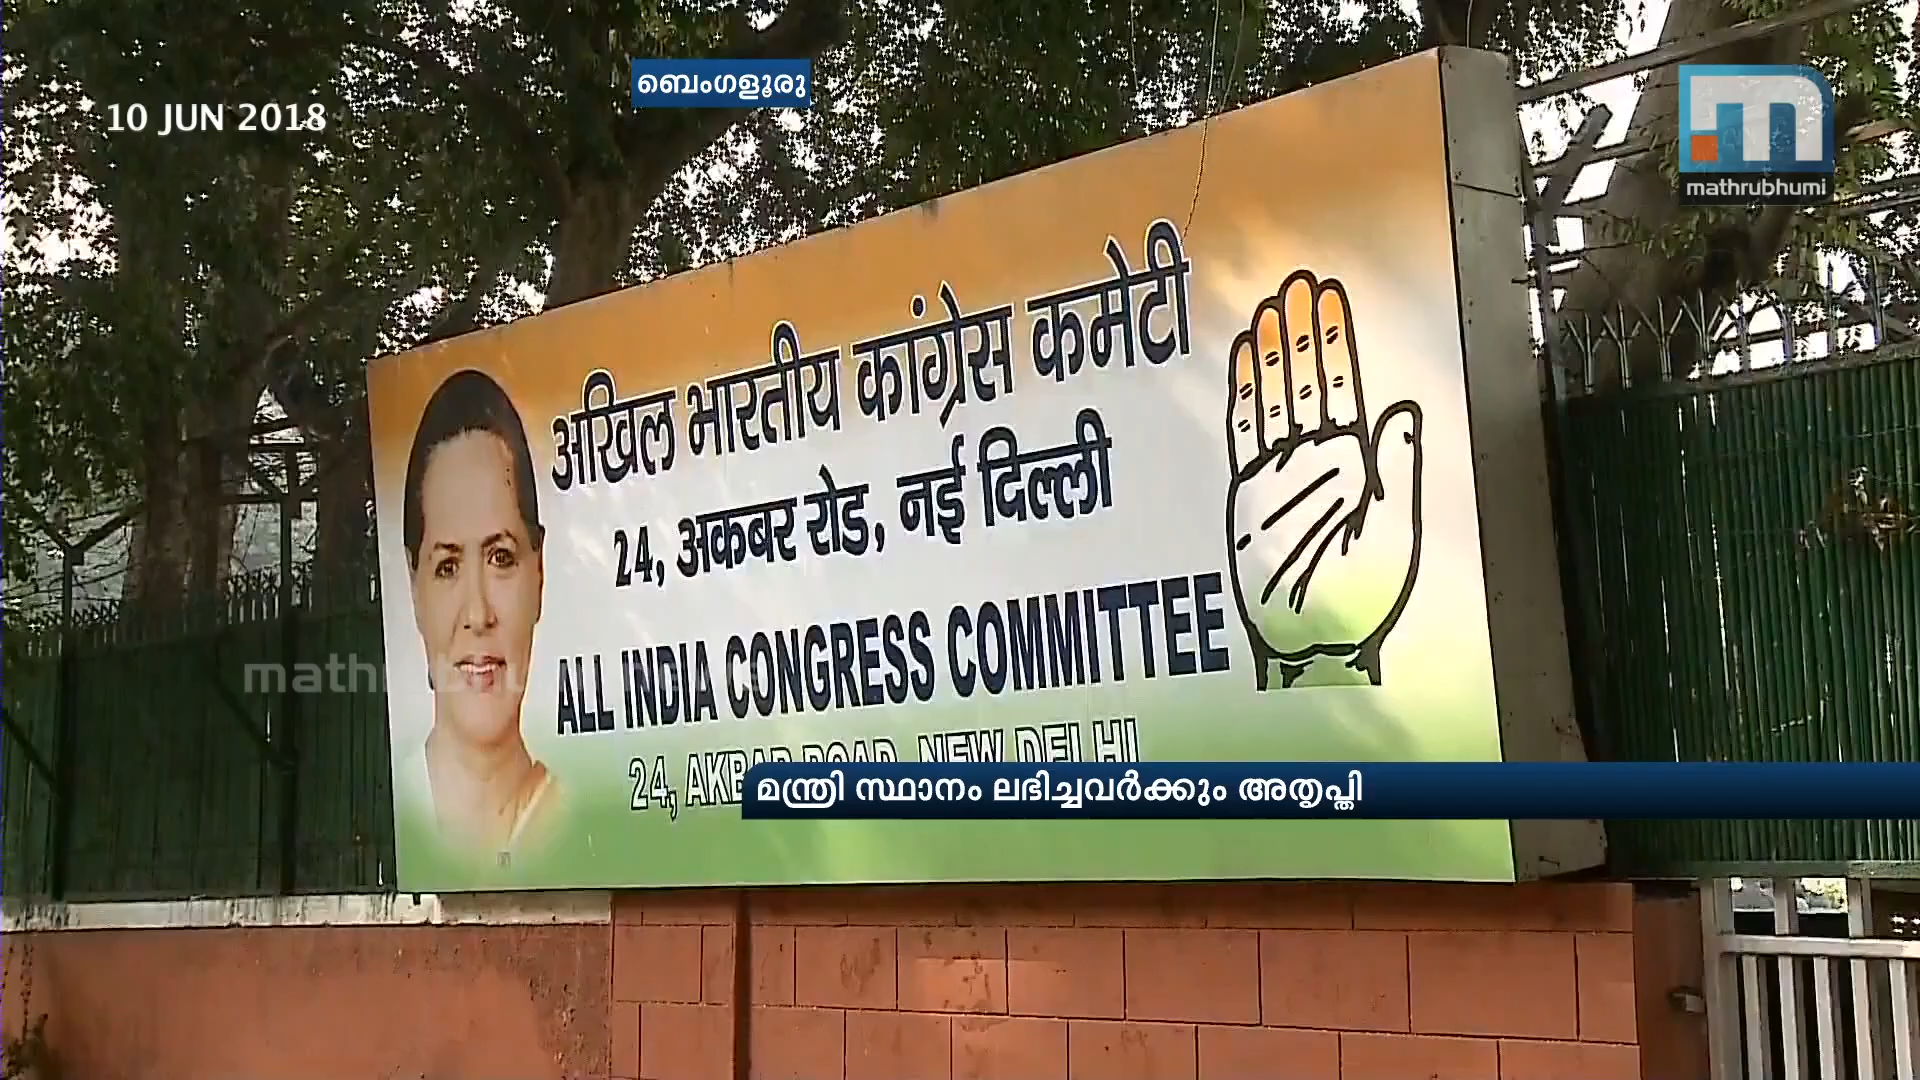 10 JUN 2018
ബെംഗളൂരു
mathrubhumi
अखिल भारतीय कांग्रेस कमेटी
24, अकबर रोड, नई दिल्ली
ALL INDIA CONGRESS COMMITTEE
mathrubhumi news
24, AKBAR ROAD, NEW DELHI
മന്ത്രി സ്ഥാനം ലഭിച്ചവർക്കും അതൃപ്തി